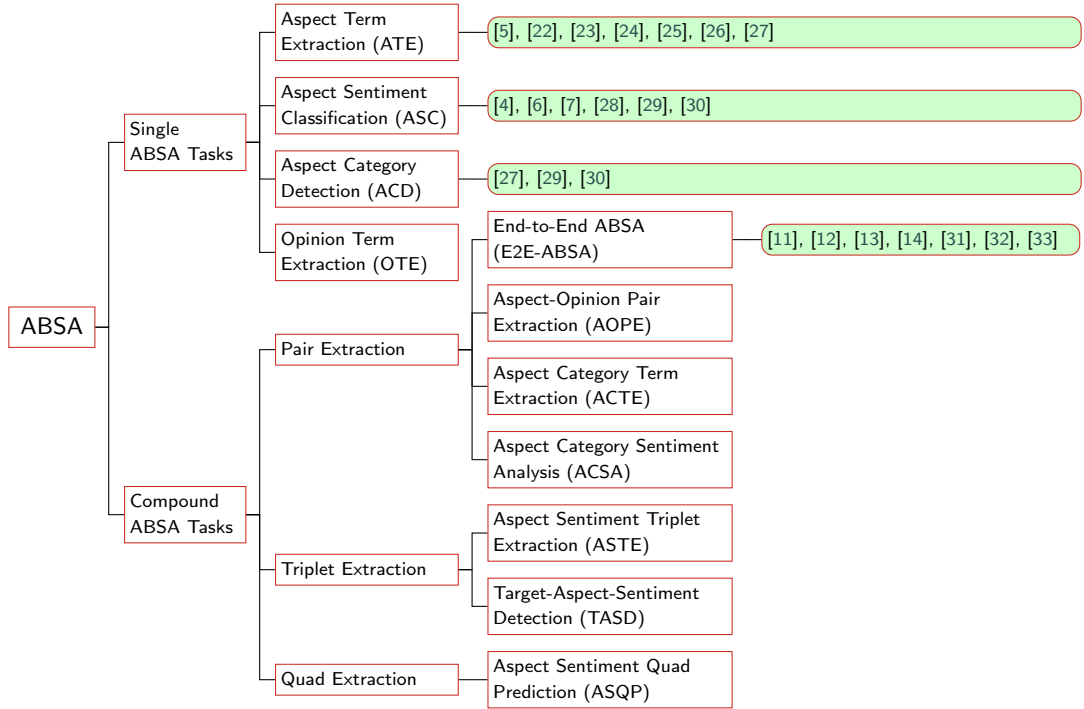 ABSA
Single
ABSA Tasks
Aspect Term
Extraction (ATE)
[5], [22], [23], [24], [25], [26], [27]
Aspect Sentiment
Classification (ASC)
[4], [6], [7], [28], [29], [30]
Aspect Category
Detection (ACD)
[27], [29], [30]
Opinion Term
Extraction (OTE)
Compound
ABSA Tasks
Pair Extraction
End-to-End ABSA
(E2E-ABSA)
[11], [12], [13], [14], [31], [32], [33]
Aspect-Opinion Pair
Extraction (AOPE)
Aspect Category Term
Extraction (ACTE)
Aspect Category Sentiment
Analysis (ACSA)
Triplet Extraction
Aspect Sentiment Triplet
Extraction (ASTE)
Target-Aspect-Sentiment
Detection (TASD)
Quad Extraction
Aspect Sentiment Quad
Prediction (ASQP)